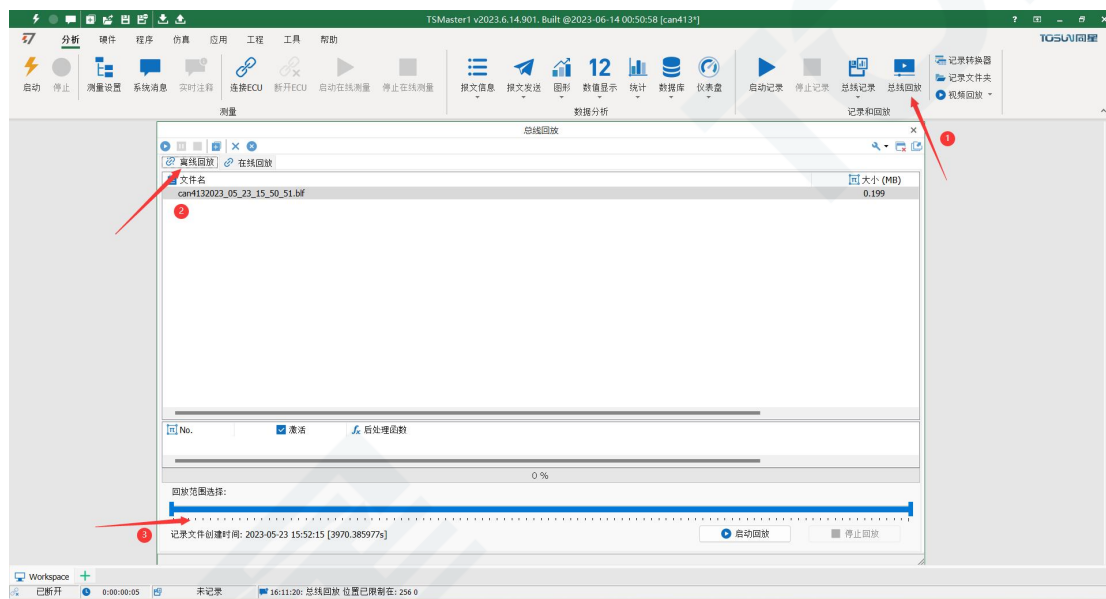 TSMaster1 v2023.6.14.901. Built @2023-06-14 00:50:58 [can413*]
分析 硬件 程序 仿真 应用 工程 工具 帮助
TOSUN同星
启动 停止 测量设置 系统消息 实时注释 连接ECU 断开ECU 启动在线测量 停止在线测量 报文信息 报文发送 图形 12 数值显示 统计 数据库 仪表盘 启动记录 停止记录 总线记录 总线回放
记录转换器
记录文件夹
视频回放
测量 数据分析 记录和回放
总线回放
1
离线回放 在线回放
文件名 大小 (MB)
can4132023_05_23_15_50_51.blf 0.199
2
No. 激活 fx 后处理函数
0 %
回放范围选择:
3
记录文件创建时间: 2023-05-23 15:52:15 [3970.385977s] 启动回放 停止回放
Workspace
已断开 0:00:00:05 未记录 16:11:20: 总线回放 位置已限制在: 256 0